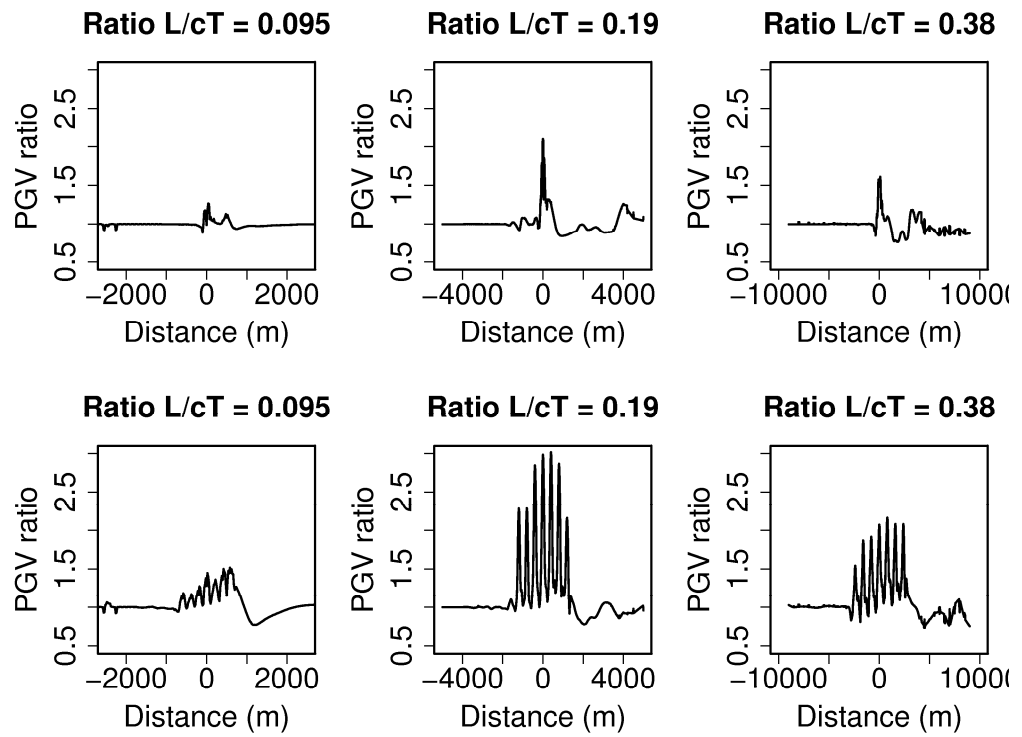 Ratio L/cT = 0.095 Ratio L/cT = 0.19 Ratio L/cT = 0.38
PGV ratio
0.5 1.5 2.5
−2000 0 2000
Distance (m)
PGV ratio
0.5 1.5 2.5
−4000 0 4000
Distance (m)
PGV ratio
0.5 1.5 2.5
−10000 0 1000
Distance (m)
Ratio L/cT = 0.095 Ratio L/cT = 0.19 Ratio L/cT = 0.38
PGV ratio
0.5 1.5 2.5
−2000 0 2000
Distance (m)
PGV ratio
0.5 1.5 2.5
−4000 0 4000
Distance (m)
PGV ratio
0.5 1.5 2.5
−10000 0 1000
Distance (m)